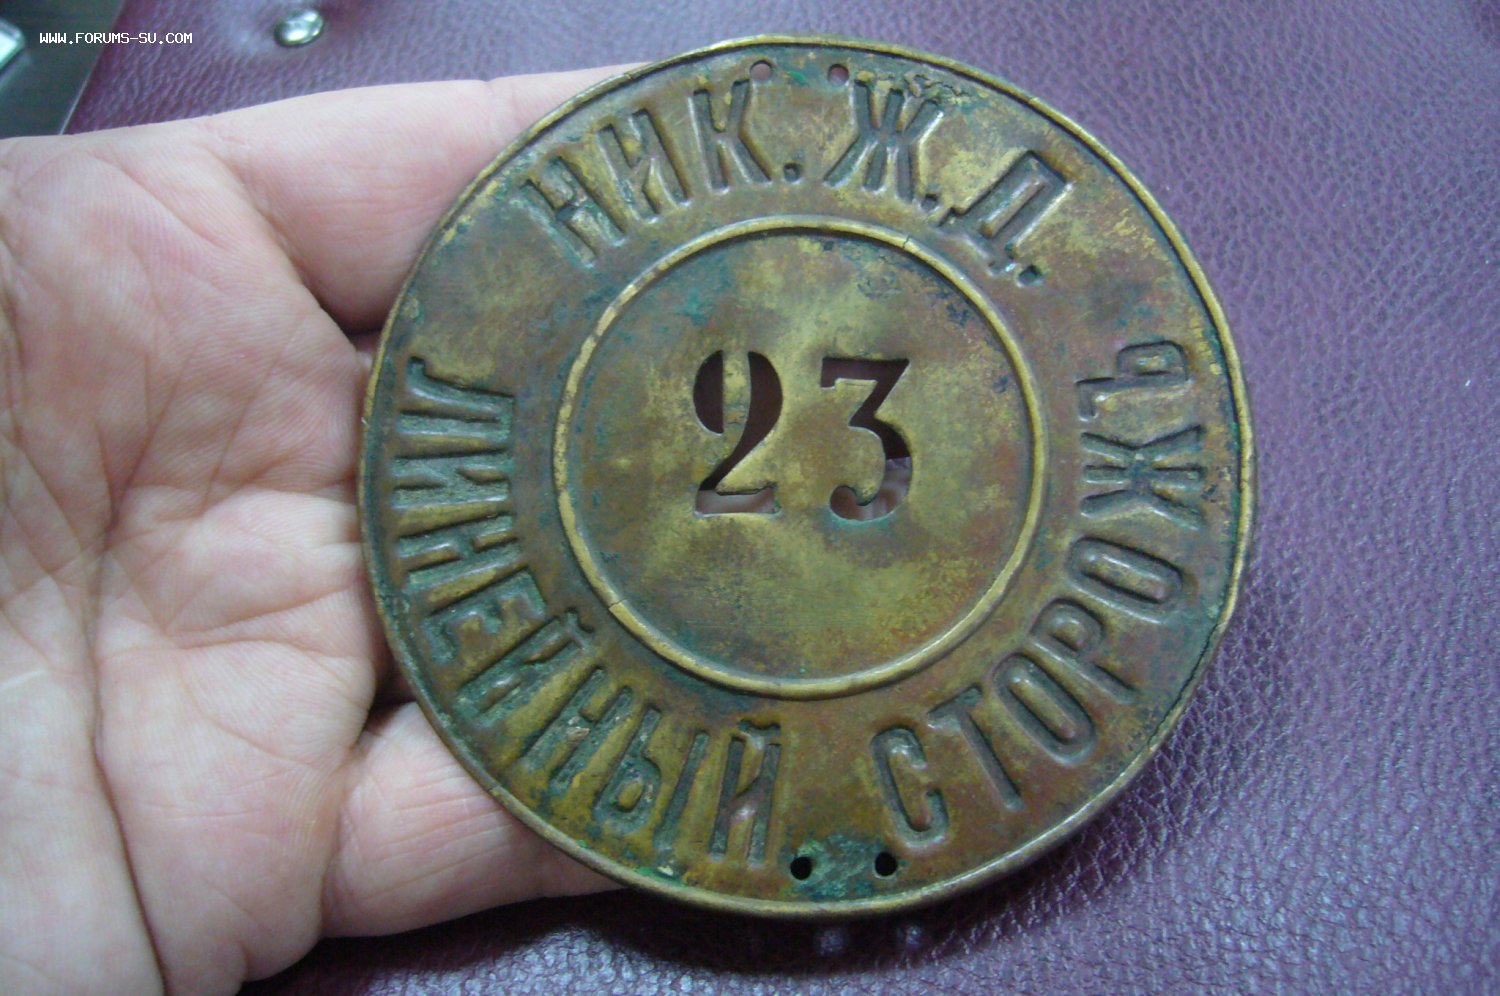 WWW.FORUMS-SU.COM
НИК. Ж. Д.
23
ЛИНЕЙНЫЙ СТОРОЖЪ